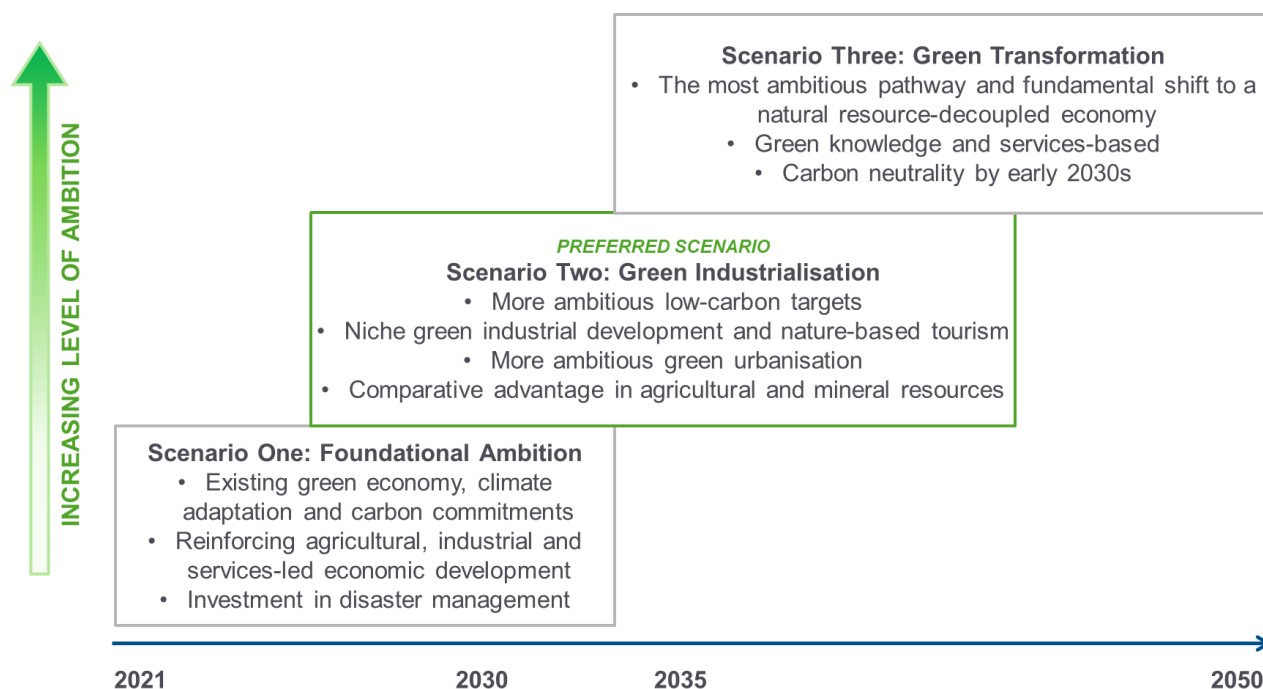 INCREASING LEVEL OF AMBITION
Scenario Three: Green Transformation
• The most ambitious pathway and fundamental shift to a
natural resource-decoupled economy
• Green knowledge and services-based
• Carbon neutrality by early 2030s
PREFERRED SCENARIO
Scenario Two: Green Industrialisation
• More ambitious low-carbon targets
• Niche green industrial development and nature-based tourism
• More ambitious green urbanisation
• Comparative advantage in agricultural and mineral resources
Scenario One: Foundational Ambition
• Existing green economy, climate
adaptation and carbon commitments
• Reinforcing agricultural, industrial and
services-led economic development
• Investment in disaster management
2021 2030 2035 2050